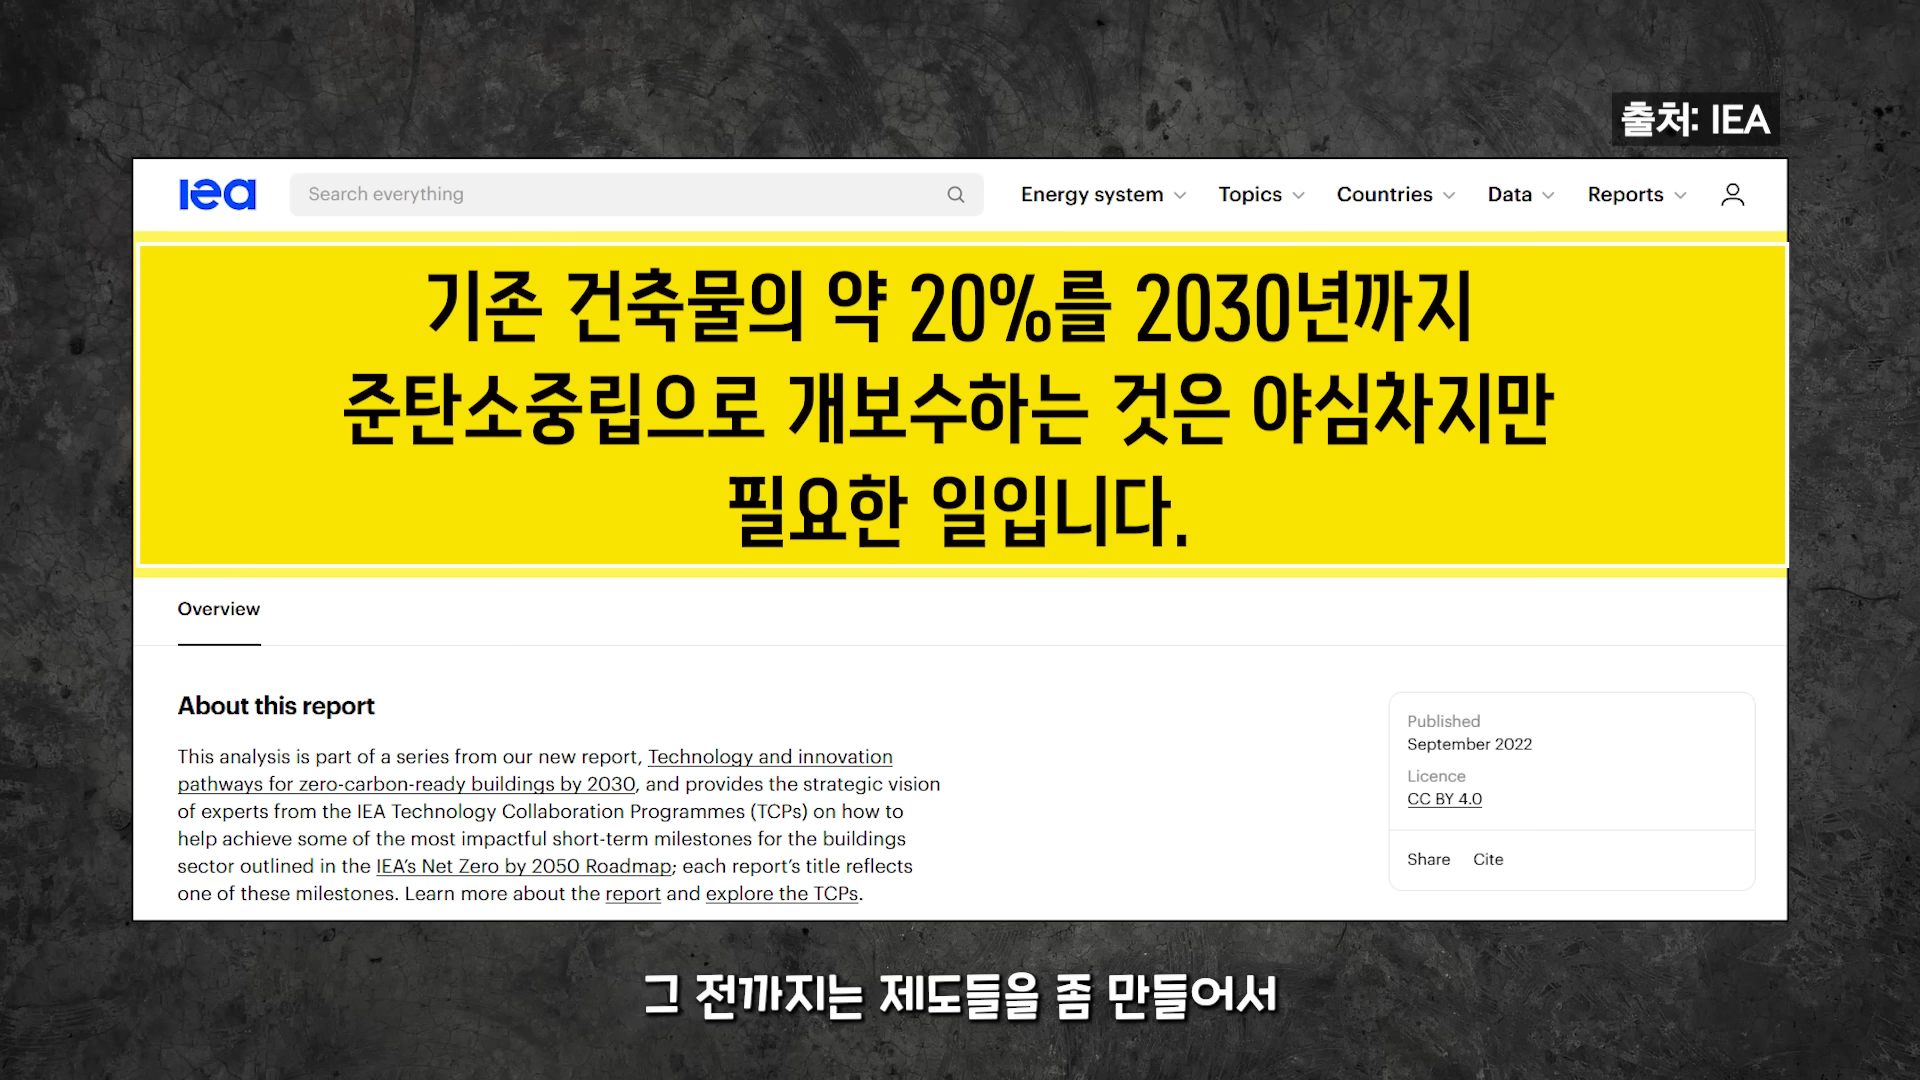 출처: IEA
iea
Search everything
Energy system
Topics
Countries
Data
Reports
기존 건축물의 약 20%를 2030년까지
준탄소중립으로 개보수하는 것은 야심차지만
필요한 일입니다.
Overview
About this report
This analysis is part of a series from our new report, Technology and innovation
pathways for zero-carbon-ready buildings by 2030, and provides the strategic vision
of experts from the IEA Technology Collaboration Programmes (TCPs) on how to
help achieve some of the most impactful short-term milestones for the buildings
sector outlined in the IEA's Net Zero by 2050 Roadmap; each report's title reflects
one of these milestones. Learn more about the report and explore the TCPs.
Published
September 2022
Licence
CC BY 4.0
Share Cite
그 전까지는 제도들을 좀 만들어서